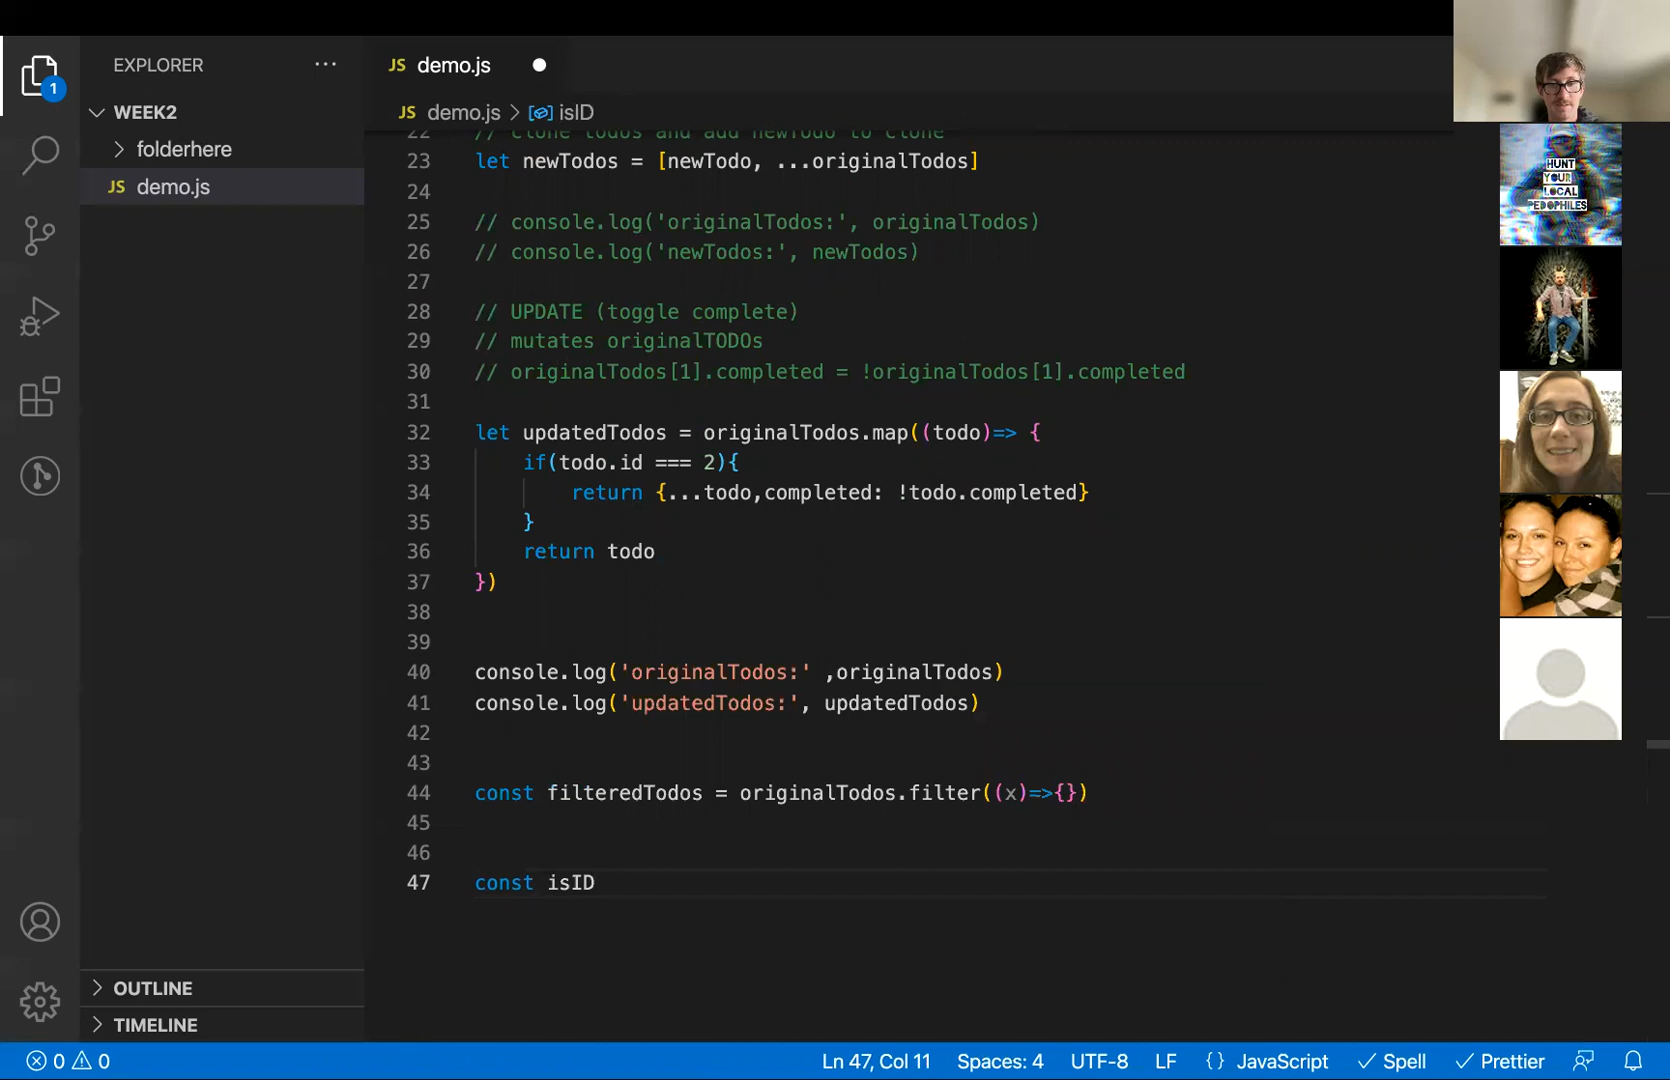 EXPLORER
JS demo.js
1
WEEK2
JS demo.js > isID
folderhere
JS demo.js
22 // clone todos and add newTodo to clone
23 let newTodos = [newTodo, ...originalTodos]
24
25 // console.log('originalTodos:', originalTodos)
26 // console.log('newTodos:', newTodos)
27
28 // UPDATE (toggle complete)
29 // mutates originalTODOs
30 // originalTodos[1].completed = !originalTodos[1].completed
31
32 let updatedTodos = originalTodos.map((todo)=> {
33 if(todo.id === 2){
34 return {...todo,completed: !todo.completed}
35 }
36 return todo
37 })
38
39
40 console.log('originalTodos:' ,originalTodos)
41 console.log('updatedTodos:', updatedTodos)
42
43
44 const filteredTodos = originalTodos.filter((x)=>{})
45
46
47 const isID
HUNT
YOUR
LOCAL
PEDOPHILES
OUTLINE
TIMELINE
0 0 Ln 47, Col 11 Spaces: 4 UTF-8 LF {} JavaScript Spell Prettier